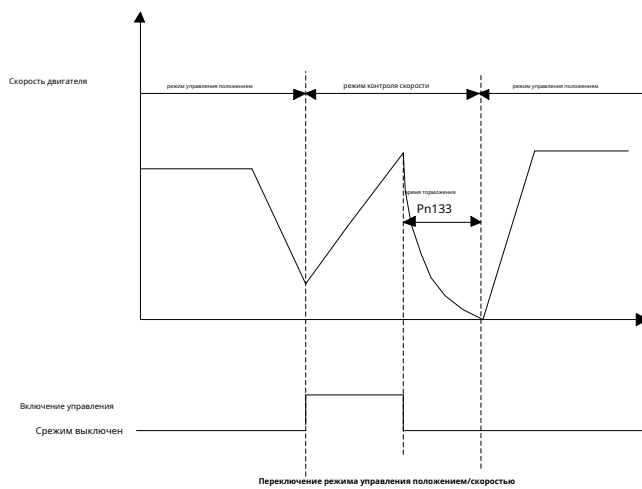 Скорость двигателя
режим управления положением
режим контроля скорости
режим управления положением
время торможения
Pn133
Включение управления
Cрежим выключен
Переключение режима управления положением/скоростью